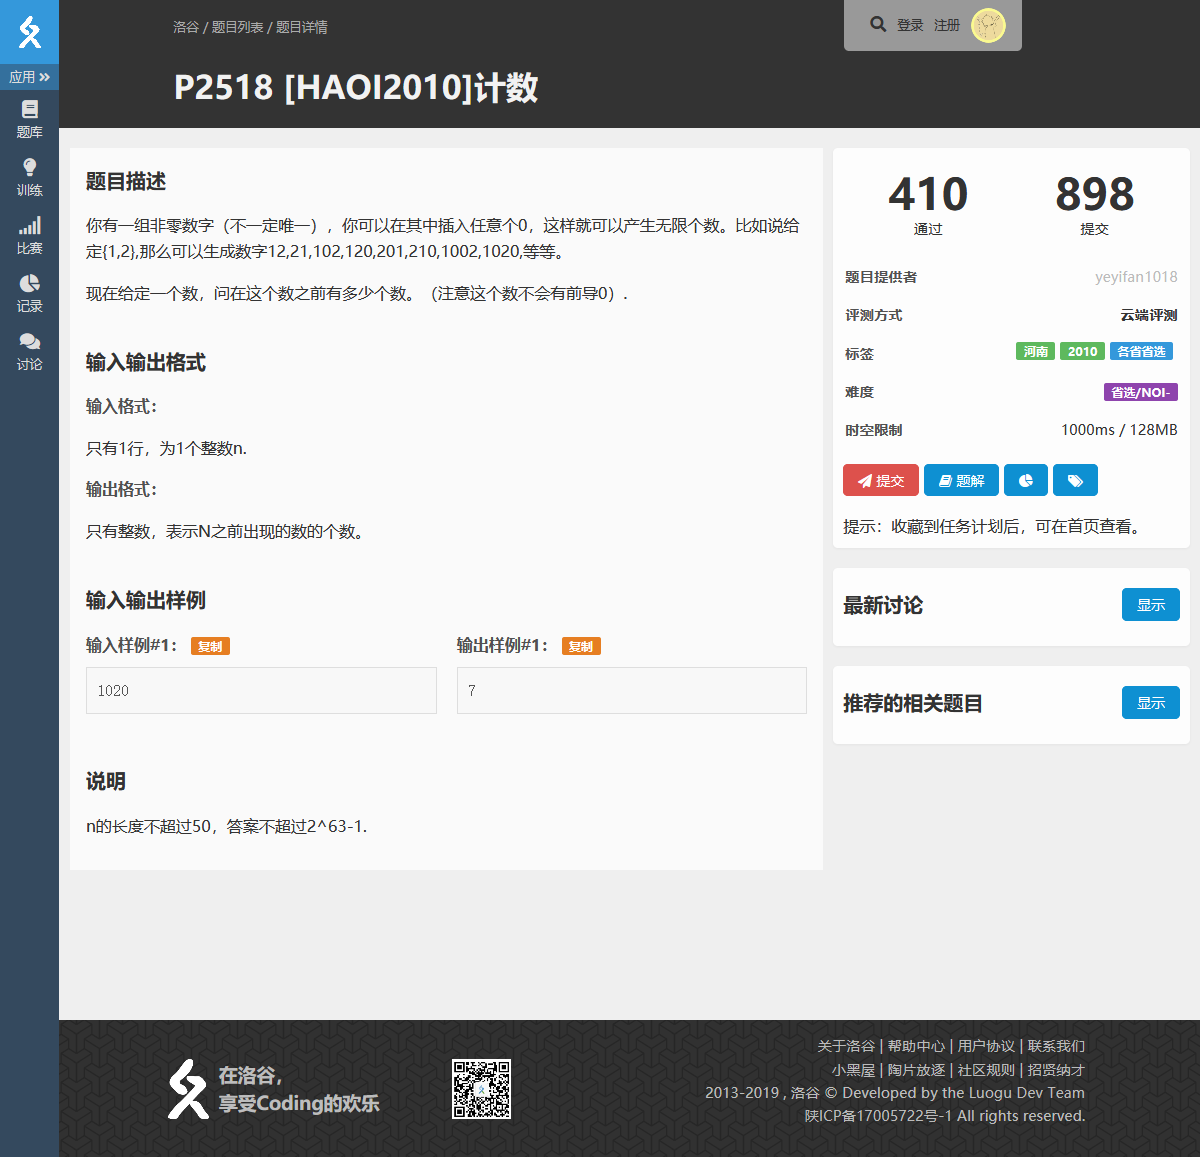 洛谷 / 题目列表 / 题目详情
登录 注册
P2518 [HAOI2010]计数
应用
题库
训练
比赛
记录
讨论
题目描述
你有一组非零数字（不一定唯一），你可以在其中插入任意个0，这样就可以产生无限个数。比如说给
定{1,2},那么可以生成数字12,21,102,120,201,210,1002,1020,等等。
现在给定一个数，问在这个数之前有多少个数。（注意这个数不会有前导0）.
输入输出格式
输入格式：
只有1行，为1个整数n.
输出格式：
只有整数，表示N之前出现的数的个数。
输入输出样例
输入样例#1： 复制
1020
输出样例#1： 复制
7
说明
n的长度不超过50，答案不超过2^63-1.
410 898
通过 提交
题目提供者 yeyifan1018
评测方式 云端评测
标签 河南 2010 各省省选
难度 省选/NOI-
时空限制 1000ms / 128MB
提交 题解
提示：收藏到任务计划后，可在首页查看。
最新讨论 显示
推荐的相关题目 显示
在洛谷，
享受Coding的欢乐
关于洛谷 | 帮助中心 | 用户协议 | 联系我们
小黑屋 | 陶片放逐 | 社区规则 | 招贤纳才
2013-2019 , 洛谷 © Developed by the Luogu Dev Team
陕ICP备17005722号-1 All rights reserved.